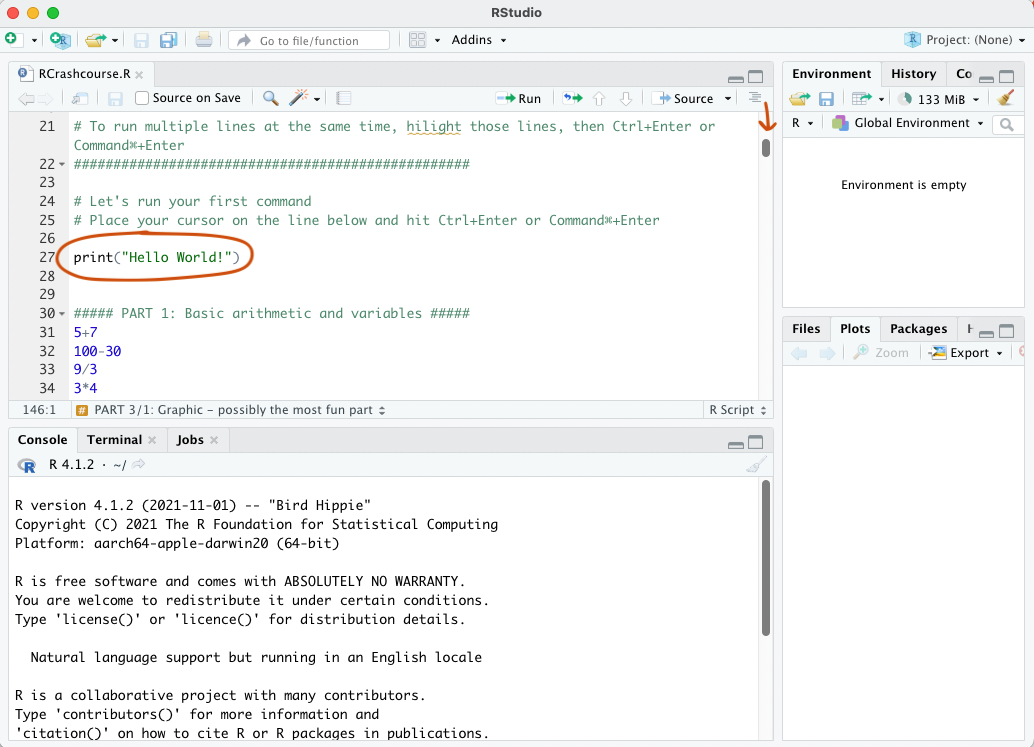 RStudio
Go to file/function
Addins
Project: (None)
RCrashcourse.R
Source on Save
Run
Source
21 # To run multiple lines at the same time, hilight those lines, then Ctrl+Enter or
Command⌘+Enter
22 ##################################################
23
24 # Let's run your first command
25 # Place your cursor on the line below and hit Ctrl+Enter or Command⌘+Enter
26
27 print("Hello World!")
28
29
30 ##### PART 1: Basic arithmetic and variables #####
31 5+7
32 100-30
33 9/3
34 3*4
146:1 # PART 3/1: Graphic – possibly the most fun part
R Script
Console Terminal Jobs
R 4.1.2 · ~/
R version 4.1.2 (2021-11-01) -- "Bird Hippie"
Copyright (C) 2021 The R Foundation for Statistical Computing
Platform: aarch64-apple-darwin20 (64-bit)
R is free software and comes with ABSOLUTELY NO WARRANTY.
You are welcome to redistribute it under certain conditions.
Type 'license()' or 'licence()' for distribution details.
Natural language support but running in an English locale
R is a collaborative project with many contributors.
Type 'contributors()' for more information and
'citation()' on how to cite R or R packages in publications.
Environment History Co
133 MiB
R Global Environment
Environment is empty
Files Plots Packages
Zoom Export